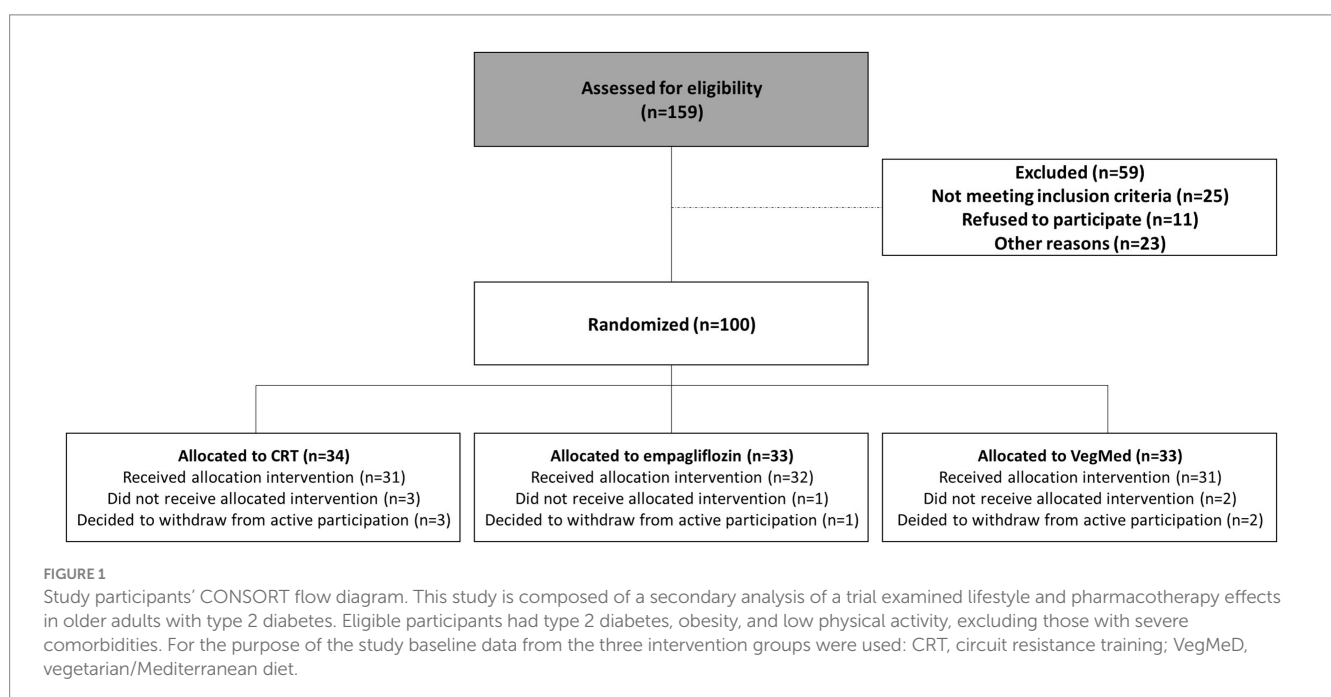 Assessed for eligibility
(n=159)
Excluded (n=59)
Not meeting inclusion criteria (n=25)
Refused to participate (n=11)
Other reasons (n=23)
Randomized (n=100)
Allocated to CRT (n=34)
Received allocation intervention (n=31)
Did not receive allocated intervention (n=3)
Decided to withdraw from active participation (n=3)
Allocated to empagliflozin (n=33)
Received allocation intervention (n=32)
Did not receive allocated intervention (n=1)
Decided to withdraw from active participation (n=1)
Allocated to VegMed (n=33)
Received allocation intervention (n=31)
Did not receive allocated intervention (n=2)
Deided to withdraw from active participation (n=2)
FIGURE 1
Study participants’ CONSORT flow diagram. This study is composed of a secondary analysis of a trial examined lifestyle and pharmacotherapy effects
in older adults with type 2 diabetes. Eligible participants had type 2 diabetes, obesity, and low physical activity, excluding those with severe
comorbidities. For the purpose of the study baseline data from the three intervention groups were used: CRT, circuit resistance training; VegMeD,
vegetarian/Mediterranean diet.